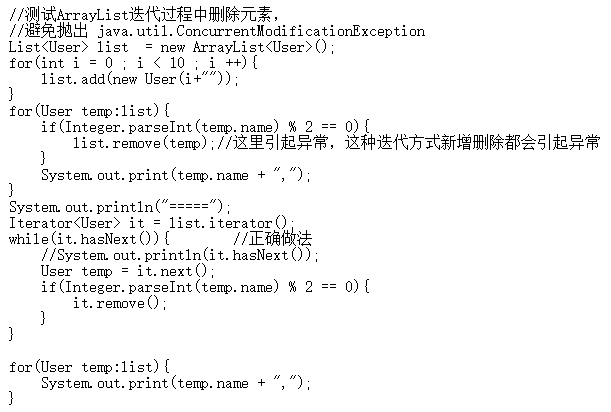 //测试ArrayList迭代过程中删除元素,
//避免抛出 java.util.ConcurrentModificationException
List<User> list  = new ArrayList<User>();
for(int i = 0 ; i < 10 ; i ++){
    list.add(new User(i+""));
}
for(User temp:list){
    if(Integer.parseInt(temp.name) % 2 == 0){
        list.remove(temp);//这里引起异常, 这种迭代方式新增删除都会引起异常
    }
    System.out.print(temp.name + ",");
}
System.out.println("=====");
Iterator<User> it = list.iterator();
while(it.hasNext()){        //正确做法
    //System.out.println(it.hasNext());
    User temp = it.next();
    if(Integer.parseInt(temp.name) % 2 == 0){
        it.remove();
    }
}

for(User temp:list){
    System.out.print(temp.name + ",");
}